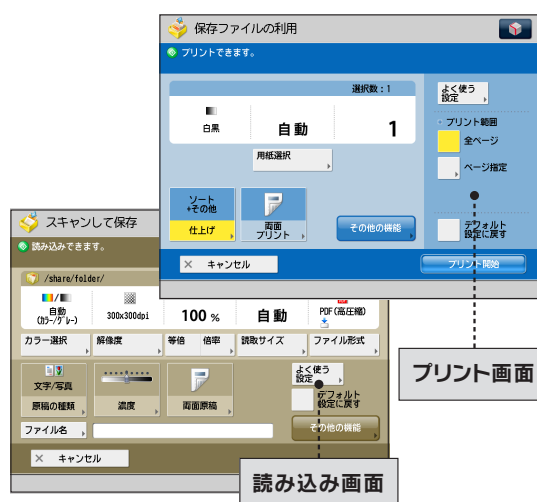 保存ファイルの利用
プリントできます。
選択数:1
白黒
自動
1
用紙選択
ソート
+その他
仕上げ
両面
プリント
その他の機能
× キャンセル
よく使う
設定
プリント範囲
全ページ
ページ指定
デフォルト
設定に戻す
プリント開始
プリント画面
スキャンして保存
読み込みできます。
/share/folder/
自動
(カラー/グレー)
300x300dpi
100 %
自動
PDF(高圧縮)
カラー選択
解像度
等倍
倍率
読取サイズ
ファイル形式
文字/写真
原稿の種類
濃度
両面原稿
よく使う
設定
デフォルト
設定に戻す
ファイル名
その他の機能
× キャンセル
読み込み画面